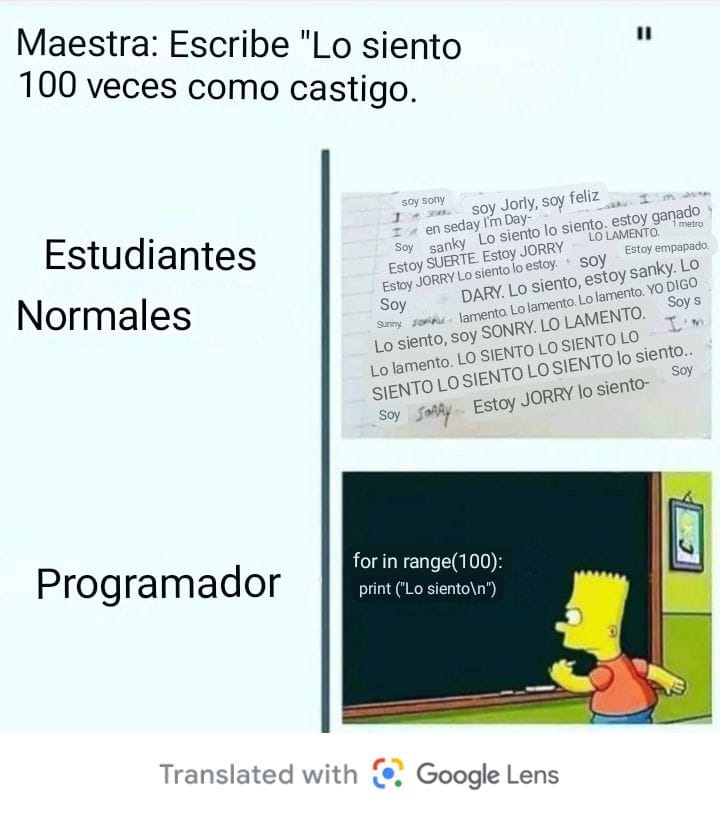 Maestra: Escribe "Lo siento "
100 veces como castigo.
Estudiantes
Normales
soy sony
soy Jorly, soy feliz
I'm
en seday I'm Day-
Soy sanky Lo siento lo siento. estoy ganado
1 metro
Estoy SUERTE. Estoy JORRY LO LAMENTO.
Estoy JORRY Lo siento lo estoy. soy Estoy empapado.
Soy DARY. Lo siento, estoy sanky. Lo
Sunny lamento. Lo lamento. Lo lamento. YO DIGO
Lo siento, soy SONRY. LO LAMENTO. Soy s
Lo lamento. LO SIENTO LO SIENTO LO I'm
SIENTO LO SIENTO LO SIENTO lo siento..
Soy SORRY Estoy JORRY lo siento- Soy
Programador
for in range(100):
print ("Lo siento\n")
Translated with Google Lens